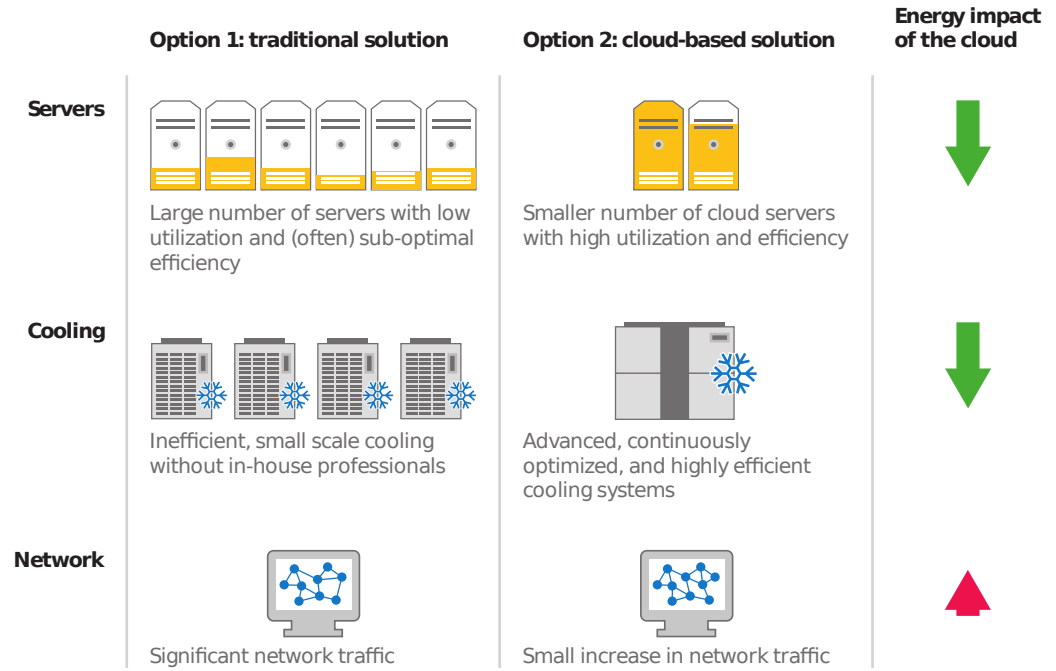 Option 1: traditional solution
Option 2: cloud-based solution
Energy impact
of the cloud
Servers
Large number of servers with low
utilization and (often) sub-optimal
efficiency
Smaller number of cloud servers
with high utilization and efficiency
Cooling
Inefficient, small scale cooling
without in-house professionals
Advanced, continuously
optimized, and highly efficient
cooling systems
Network
Significant network traffic
Small increase in network traffic